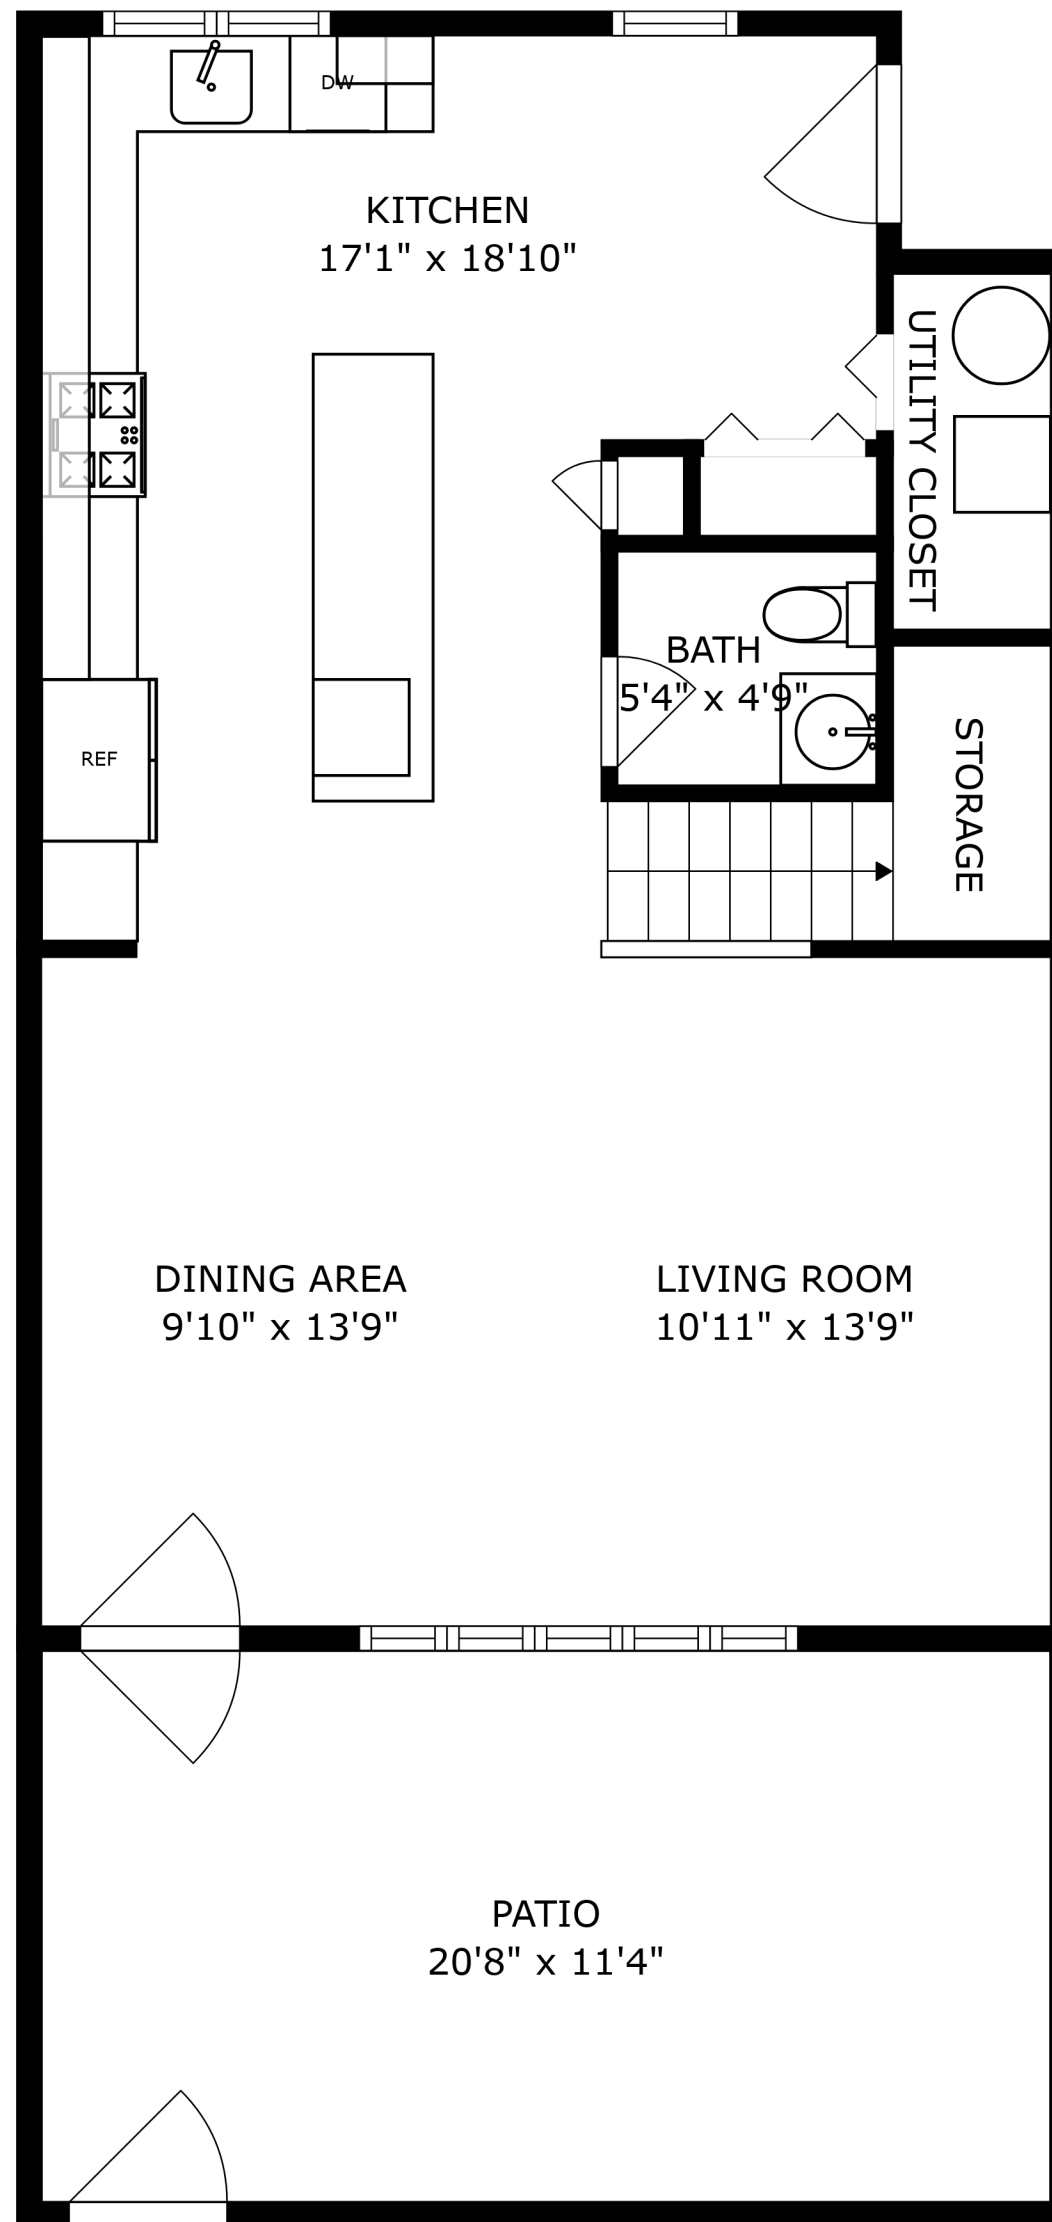 DW
KITCHEN
17'1" x 18'10"
UTILITY CLOSET
BATH
5'4" x 4'9"
REF
STORAGE
DINING AREA
9'10" x 13'9"
LIVING ROOM
10'11" x 13'9"
PATIO
20'8" x 11'4"